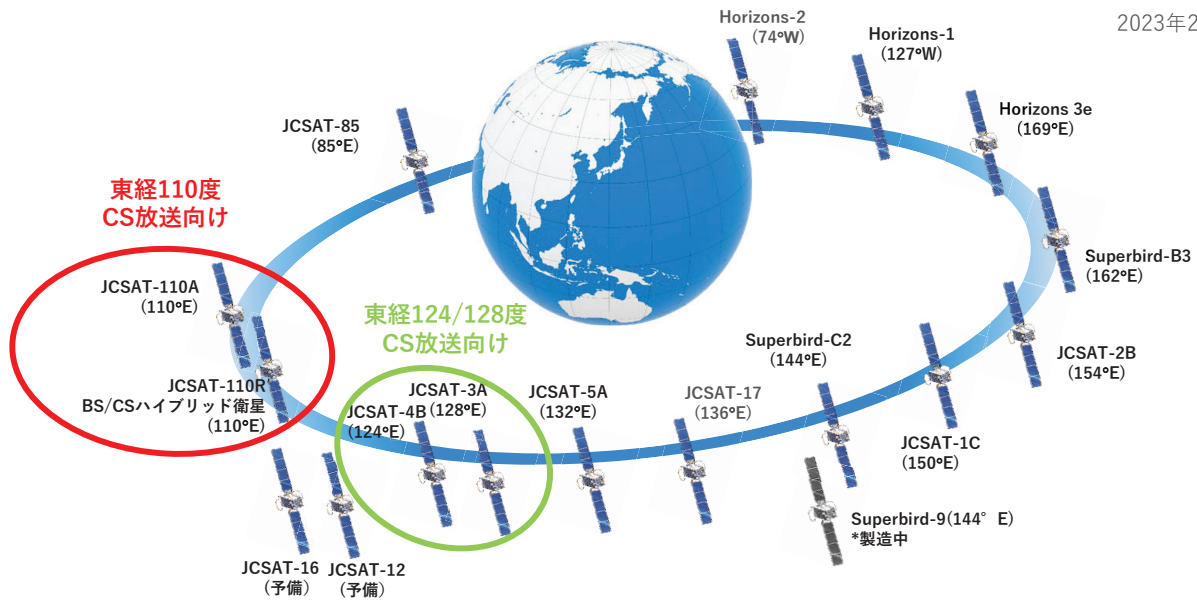 2023年2
Horizons-2
(74°W)
Horizons-1
(127°W)
Horizons 3e
(169°E)
JCSAT-85
(85°E)
東経110度
CS放送向け
Superbird-B3
(162°E)
JCSAT-110A
(110°E)
東経124/128度
CS放送向け
Superbird-C2
(144°E)
JCSAT-2B
(154°E)
JCSAT-110R
BS/CSハイブリッド衛星
(110°E)
JCSAT-3A
(128°E)
JCSAT-4B
(124°E)
JCSAT-5A
(132°E)
JCSAT-17
(136°E)
JCSAT-1C
(150°E)
Superbird-9(144°E)
*製造中
JCSAT-16
(予備)
JCSAT-12
(予備)